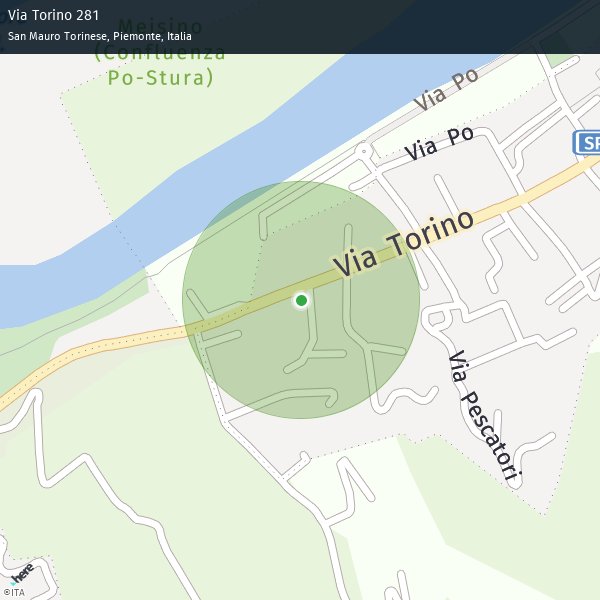 Via Torino 281
San Mauro Torinese, Piemonte, Italia
Meisino
(Confluenza
Po-Stura)
Via Po
Via Po
SP
Via Torino
Via Pescatori
here
©ITA